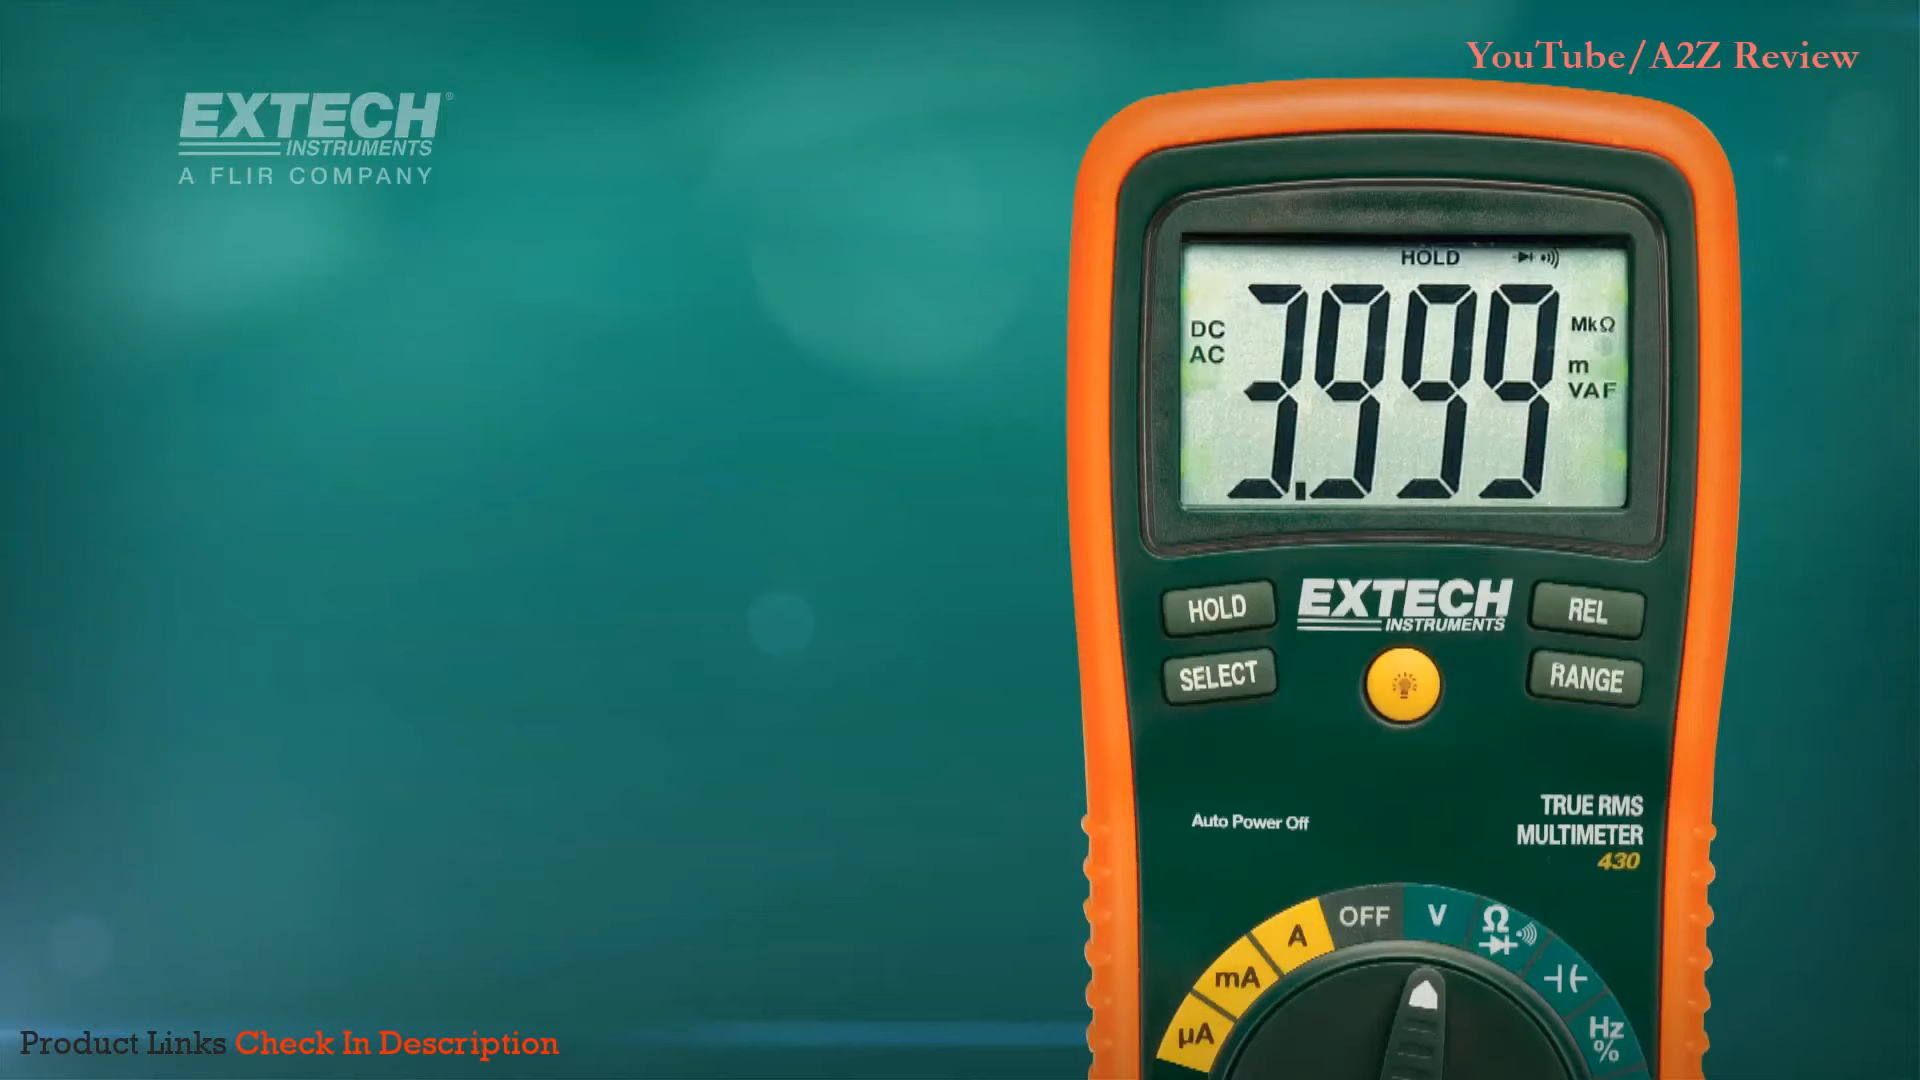 YouTube/A2Z Review
EXTECH®
INSTRUMENTS
A FLIR COMPANY
HOLD
DC
AC
3.999
MkΩ
m
VAF
HOLD
EXTECH
INSTRUMENTS
REL
SELECT
RANGE
Auto Power Off
TRUE RMS
MULTIMETER
430
OFF
V
Ω
A
mA
µA
Hz
%
Product Links Check In Description